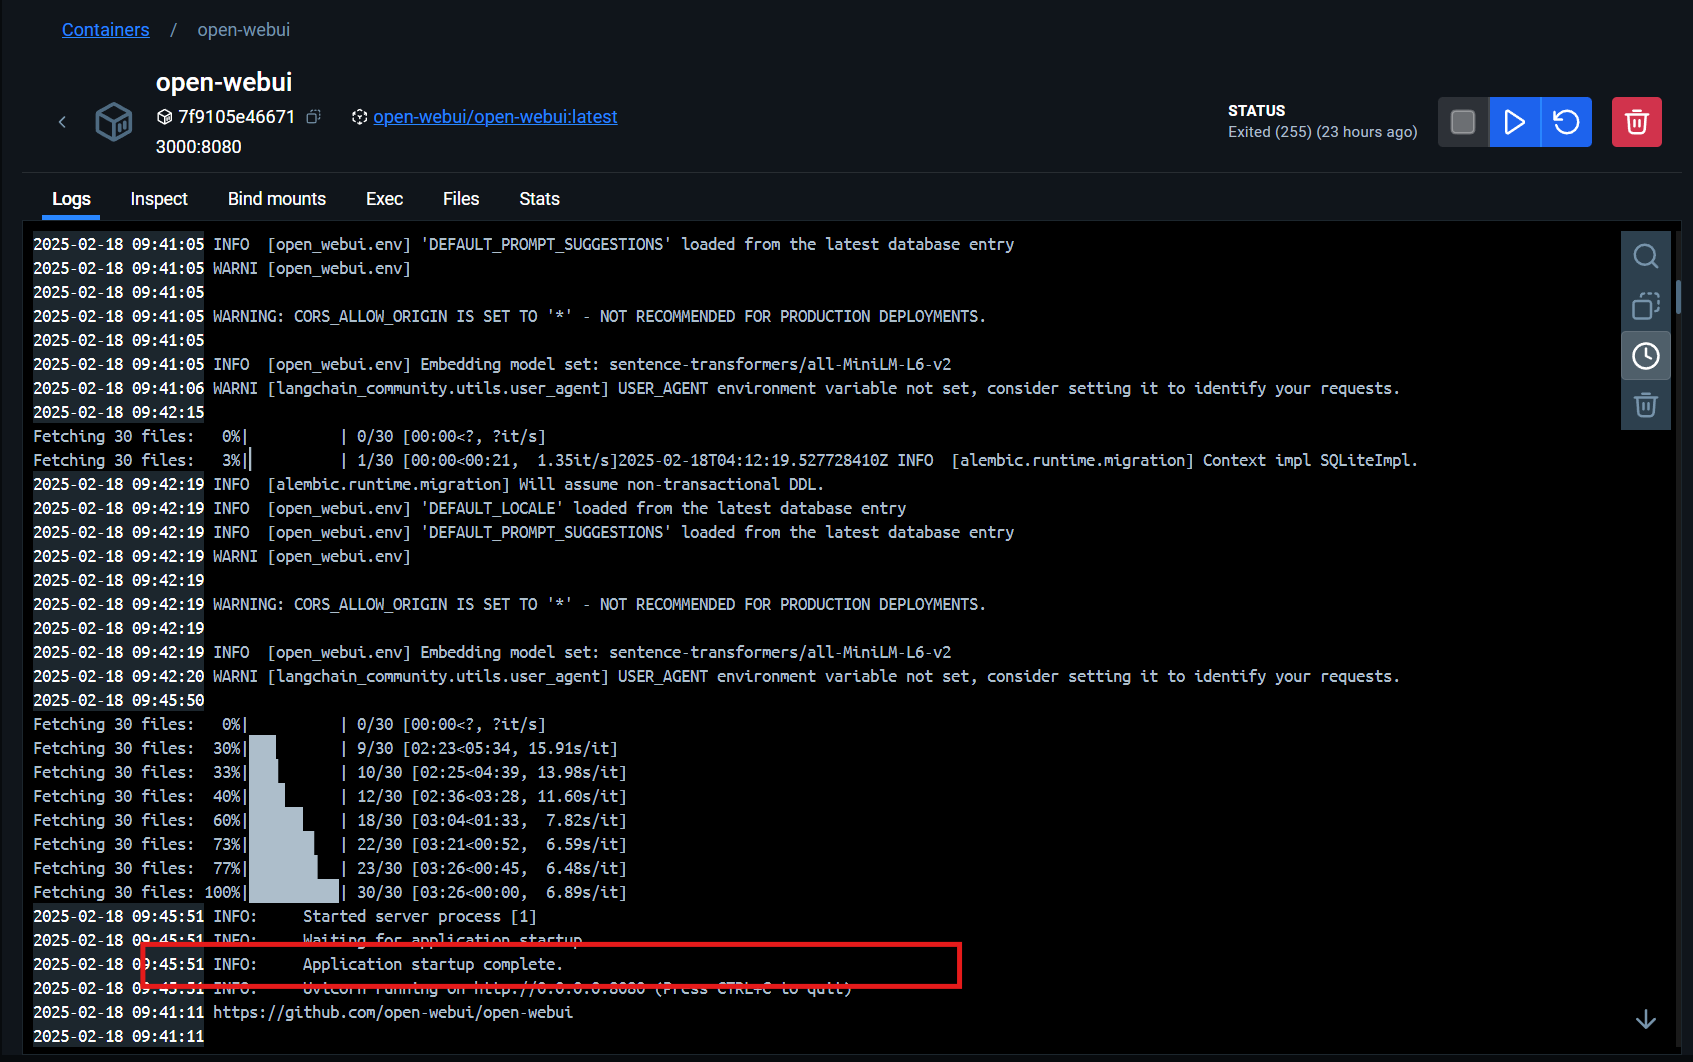 Containers / open-webui
open-webui
7f9105e46671 open-webui/open-webui:latest
3000:8080
STATUS
Exited (255) (23 hours ago)
Logs Inspect Bind mounts Exec Files Stats
2025-02-18 09:41:05 INFO  [open_webui.env] 'DEFAULT_PROMPT_SUGGESTIONS' loaded from the latest database entry
2025-02-18 09:41:05 WARNI [open_webui.env]
2025-02-18 09:41:05
2025-02-18 09:41:05 WARNING: CORS_ALLOW_ORIGIN IS SET TO '*' - NOT RECOMMENDED FOR PRODUCTION DEPLOYMENTS.
2025-02-18 09:41:05
2025-02-18 09:41:05 INFO  [open_webui.env] Embedding model set: sentence-transformers/all-MiniLM-L6-v2
2025-02-18 09:41:06 WARNI [langchain_community.utils.user_agent] USER_AGENT environment variable not set, consider setting it to identify your requests.
2025-02-18 09:42:15
Fetching 30 files:   0%|          | 0/30 [00:00<?, ?it/s]
Fetching 30 files:   3%|          | 1/30 [00:00<00:21,  1.35it/s]2025-02-18T04:12:19.527728410Z INFO  [alembic.runtime.migration] Context impl SQLiteImpl.
2025-02-18 09:42:19 INFO  [alembic.runtime.migration] Will assume non-transactional DDL.
2025-02-18 09:42:19 INFO  [open_webui.env] 'DEFAULT_LOCALE' loaded from the latest database entry
2025-02-18 09:42:19 INFO  [open_webui.env] 'DEFAULT_PROMPT_SUGGESTIONS' loaded from the latest database entry
2025-02-18 09:42:19 WARNI [open_webui.env]
2025-02-18 09:42:19
2025-02-18 09:42:19 WARNING: CORS_ALLOW_ORIGIN IS SET TO '*' - NOT RECOMMENDED FOR PRODUCTION DEPLOYMENTS.
2025-02-18 09:42:19
2025-02-18 09:42:19 INFO  [open_webui.env] Embedding model set: sentence-transformers/all-MiniLM-L6-v2
2025-02-18 09:42:20 WARNI [langchain_community.utils.user_agent] USER_AGENT environment variable not set, consider setting it to identify your requests.
2025-02-18 09:45:50
Fetching 30 files:   0%|          | 0/30 [00:00<?, ?it/s]
Fetching 30 files:  30%|          | 9/30 [02:23<05:34, 15.91s/it]
Fetching 30 files:  33%|          | 10/30 [02:25<04:39, 13.98s/it]
Fetching 30 files:  40%|          | 12/30 [02:36<03:28, 11.60s/it]
Fetching 30 files:  60%|          | 18/30 [03:04<01:33,  7.82s/it]
Fetching 30 files:  73%|          | 22/30 [03:21<00:52,  6.59s/it]
Fetching 30 files:  77%|          | 23/30 [03:26<00:45,  6.48s/it]
Fetching 30 files: 100%|          | 30/30 [03:26<00:00,  6.89s/it]
2025-02-18 09:45:51 INFO:     Started server process [1]
2025-02-18 09:45:51 INFO:     Waiting for application startup.
2025-02-18 09:45:51 INFO:     Application startup complete.
2025-02-18 09:45:51 INFO:     Uvicorn running on http://0.0.0.0:8080 (Press CTRL+C to quit)
2025-02-18 09:41:11 https://github.com/open-webui/open-webui
2025-02-18 09:41:11